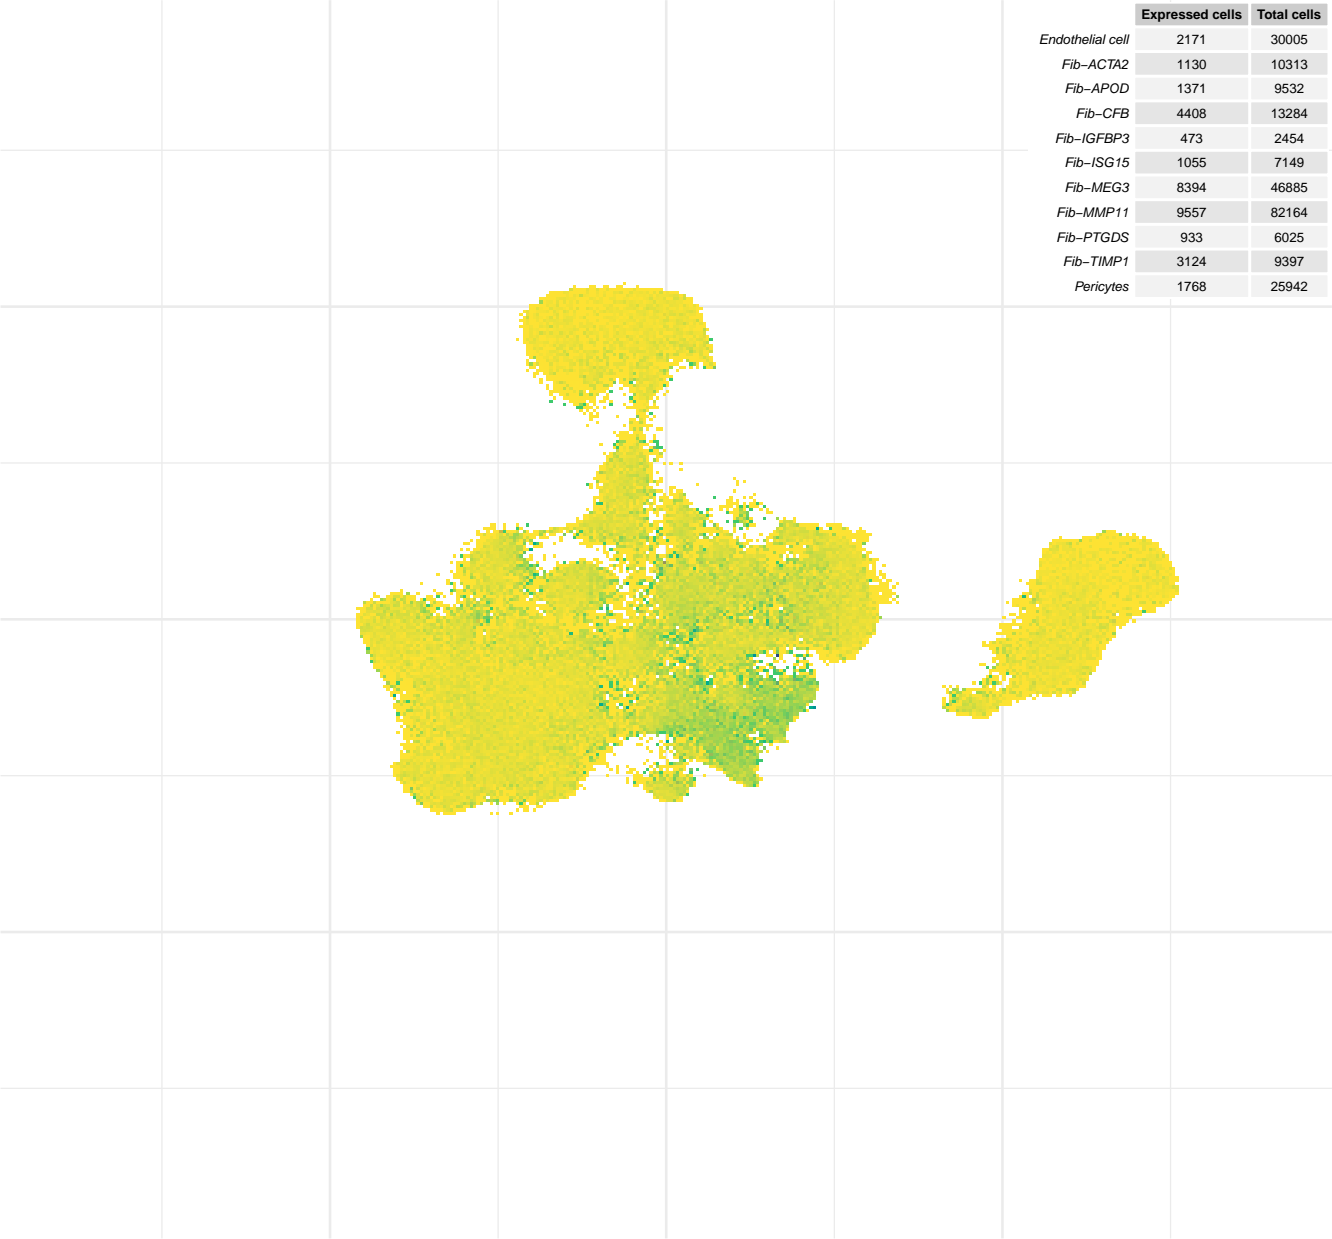 Expressed cells Total cells
Endothelial cell 2171 30005
Fib−ACTA2 1130 10313
Fib−APOD 1371 9532
Fib−CFB 4408 13284
Fib−IGFBP3 473 2454
Fib−ISG15 1055 7149
Fib−MEG3 8394 46885
Fib−MMP11 9557 82164
Fib−PTGDS 933 6025
Fib−TIMP1 3124 9397
Pericytes 1768 25942